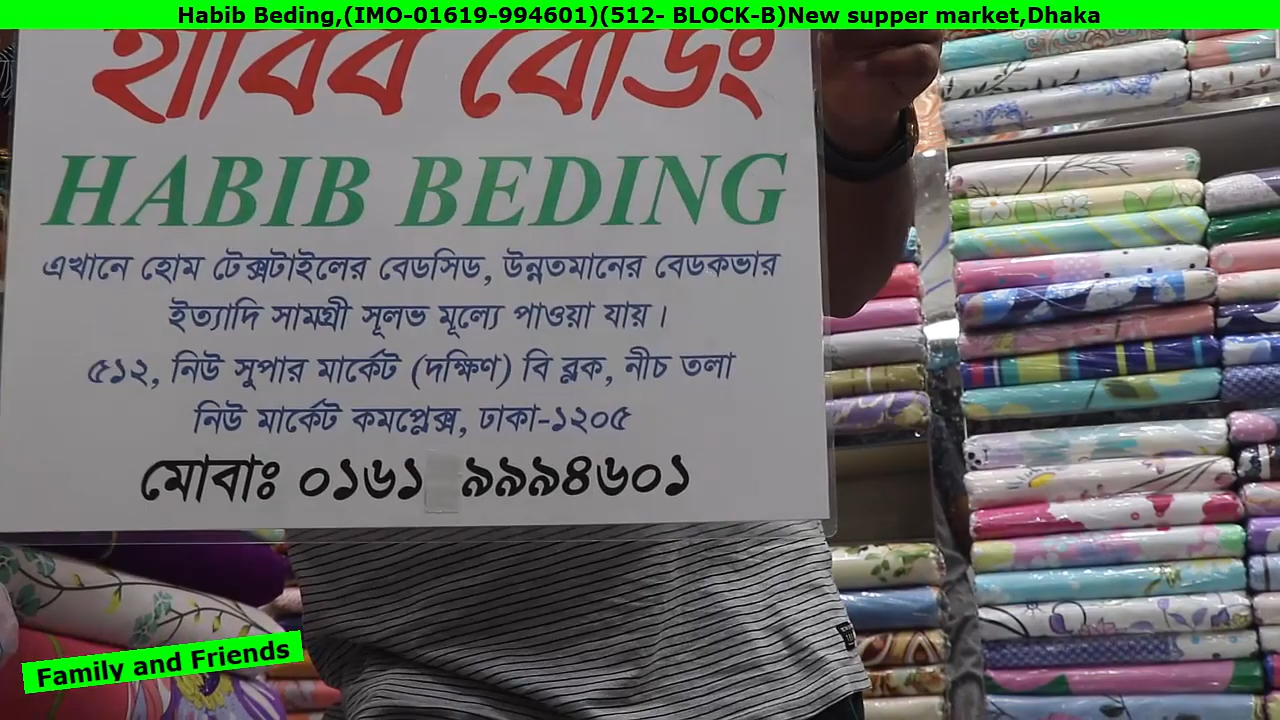 Habib Beding,(IMO-01619-994601)(512- BLOCK-B)New supper market,Dhaka
হাবিব বেডিং
HABIB BEDING
এখানে হোম টেক্সটাইলের বেডসিড, উন্নতমানের বেডকভার
ইত্যাদি সামগ্রী সূলভ মূল্যে পাওয়া যায়।
৫১২, নিউ সুপার মার্কেট (দক্ষিণ) বি ব্লক, নীচ তলা
নিউ মার্কেট কমপ্লেক্স, ঢাকা-১২০৫
মোবাঃ ০১৬১ ৯৯৯৪৬০১
Family and Friends